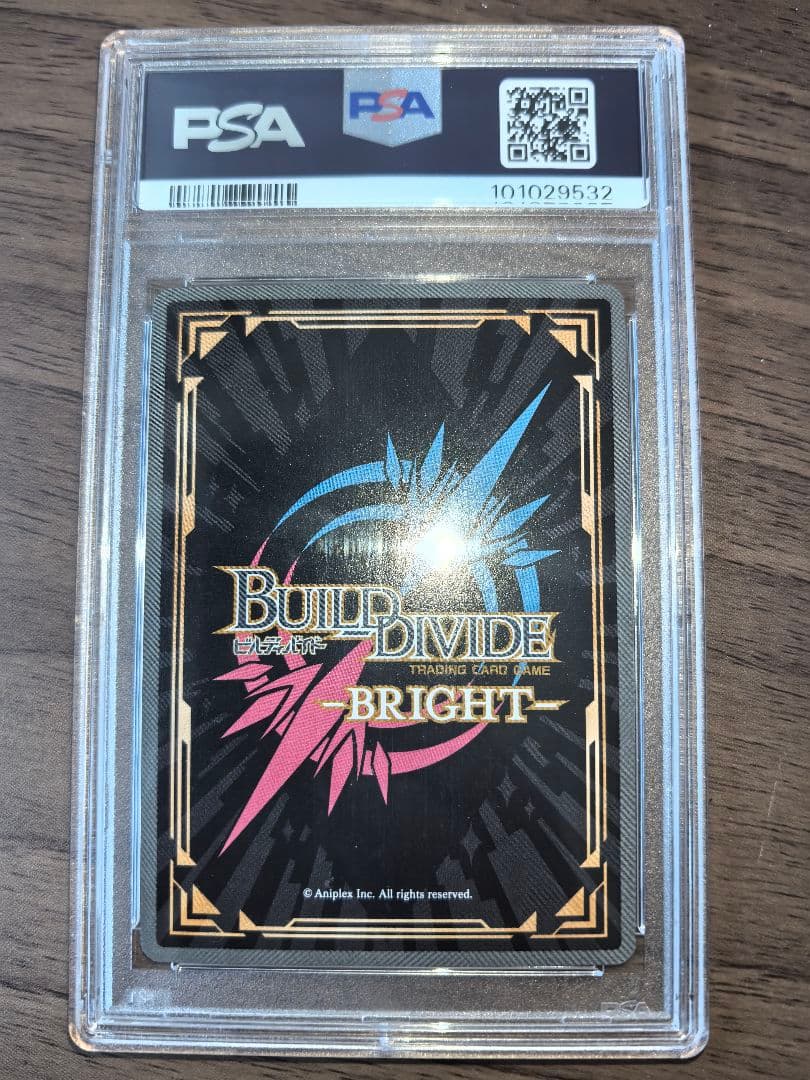 PSA
PSA
101029532
BUILD DIVIDE
ビルディバイド
TRADING CARD GAME
-BRIGHT-
© Aniplex Inc. All rights reserved.
PSA